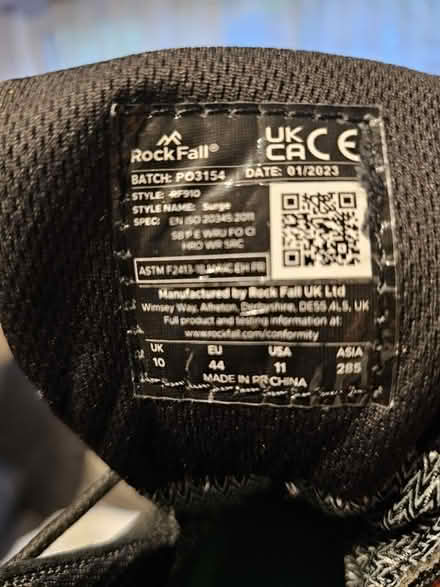 RockFall®
UK
CA CE
BATCH: PO3154 DATE: 01/2023
STYLE: RF910
STYLE NAME: Surge
SPEC: EN ISO 20345:2011
SB P E WRU FO CI
HRO WR SRC
ASTM F2413-18 EH PR
Manufactured by Rock Fall UK Ltd
Wimsey Way, Alfreton, Derbyshire, DE55 4LS, UK
Full product and testing information at:
www.rockfall.com/conformity
UK EU USA ASIA
10 44 11 285
MADE IN PR CHINA